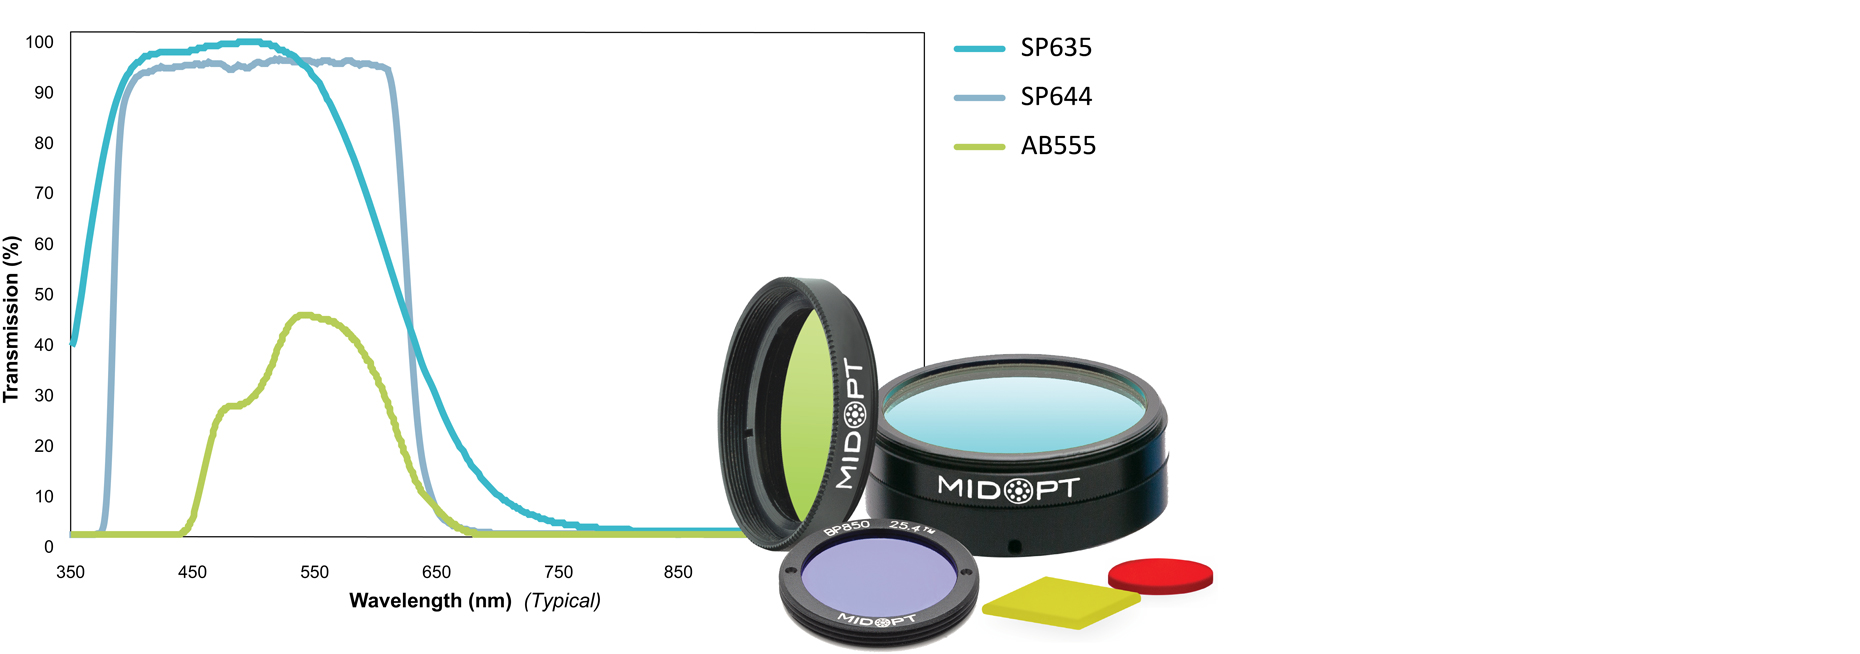 100
90
80
70
60
50
40
30
20
10
0
Transmission (%)
350 450 550 650 750 850
Wavelength (nm) (Typical)
SP635
SP644
AB555
MIDOPT
MIDOPT
BP850 25.4™
MIDOPT